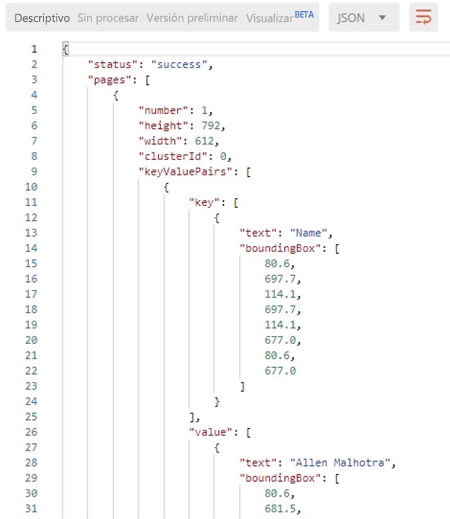 Descriptivo Sin procesar Versión preliminar Visualizar BETA JSON
1 {
2 "status": "success",
3 "pages": [
4 {
5 "number": 1,
6 "height": 792,
7 "width": 612,
8 "clusterId": 0,
9 "keyValuePairs": [
10 {
11 "key": [
12 {
13 "text": "Name",
14 "boundingBox": [
15 80.6,
16 697.7,
17 114.1,
18 697.7,
19 114.1,
20 677.0,
21 80.6,
22 677.0
23 ]
24 }
25 ],
26 "value": [
27 {
28 "text": "Allen Malhotra",
29 "boundingBox": [
30 80.6,
31 681.5,